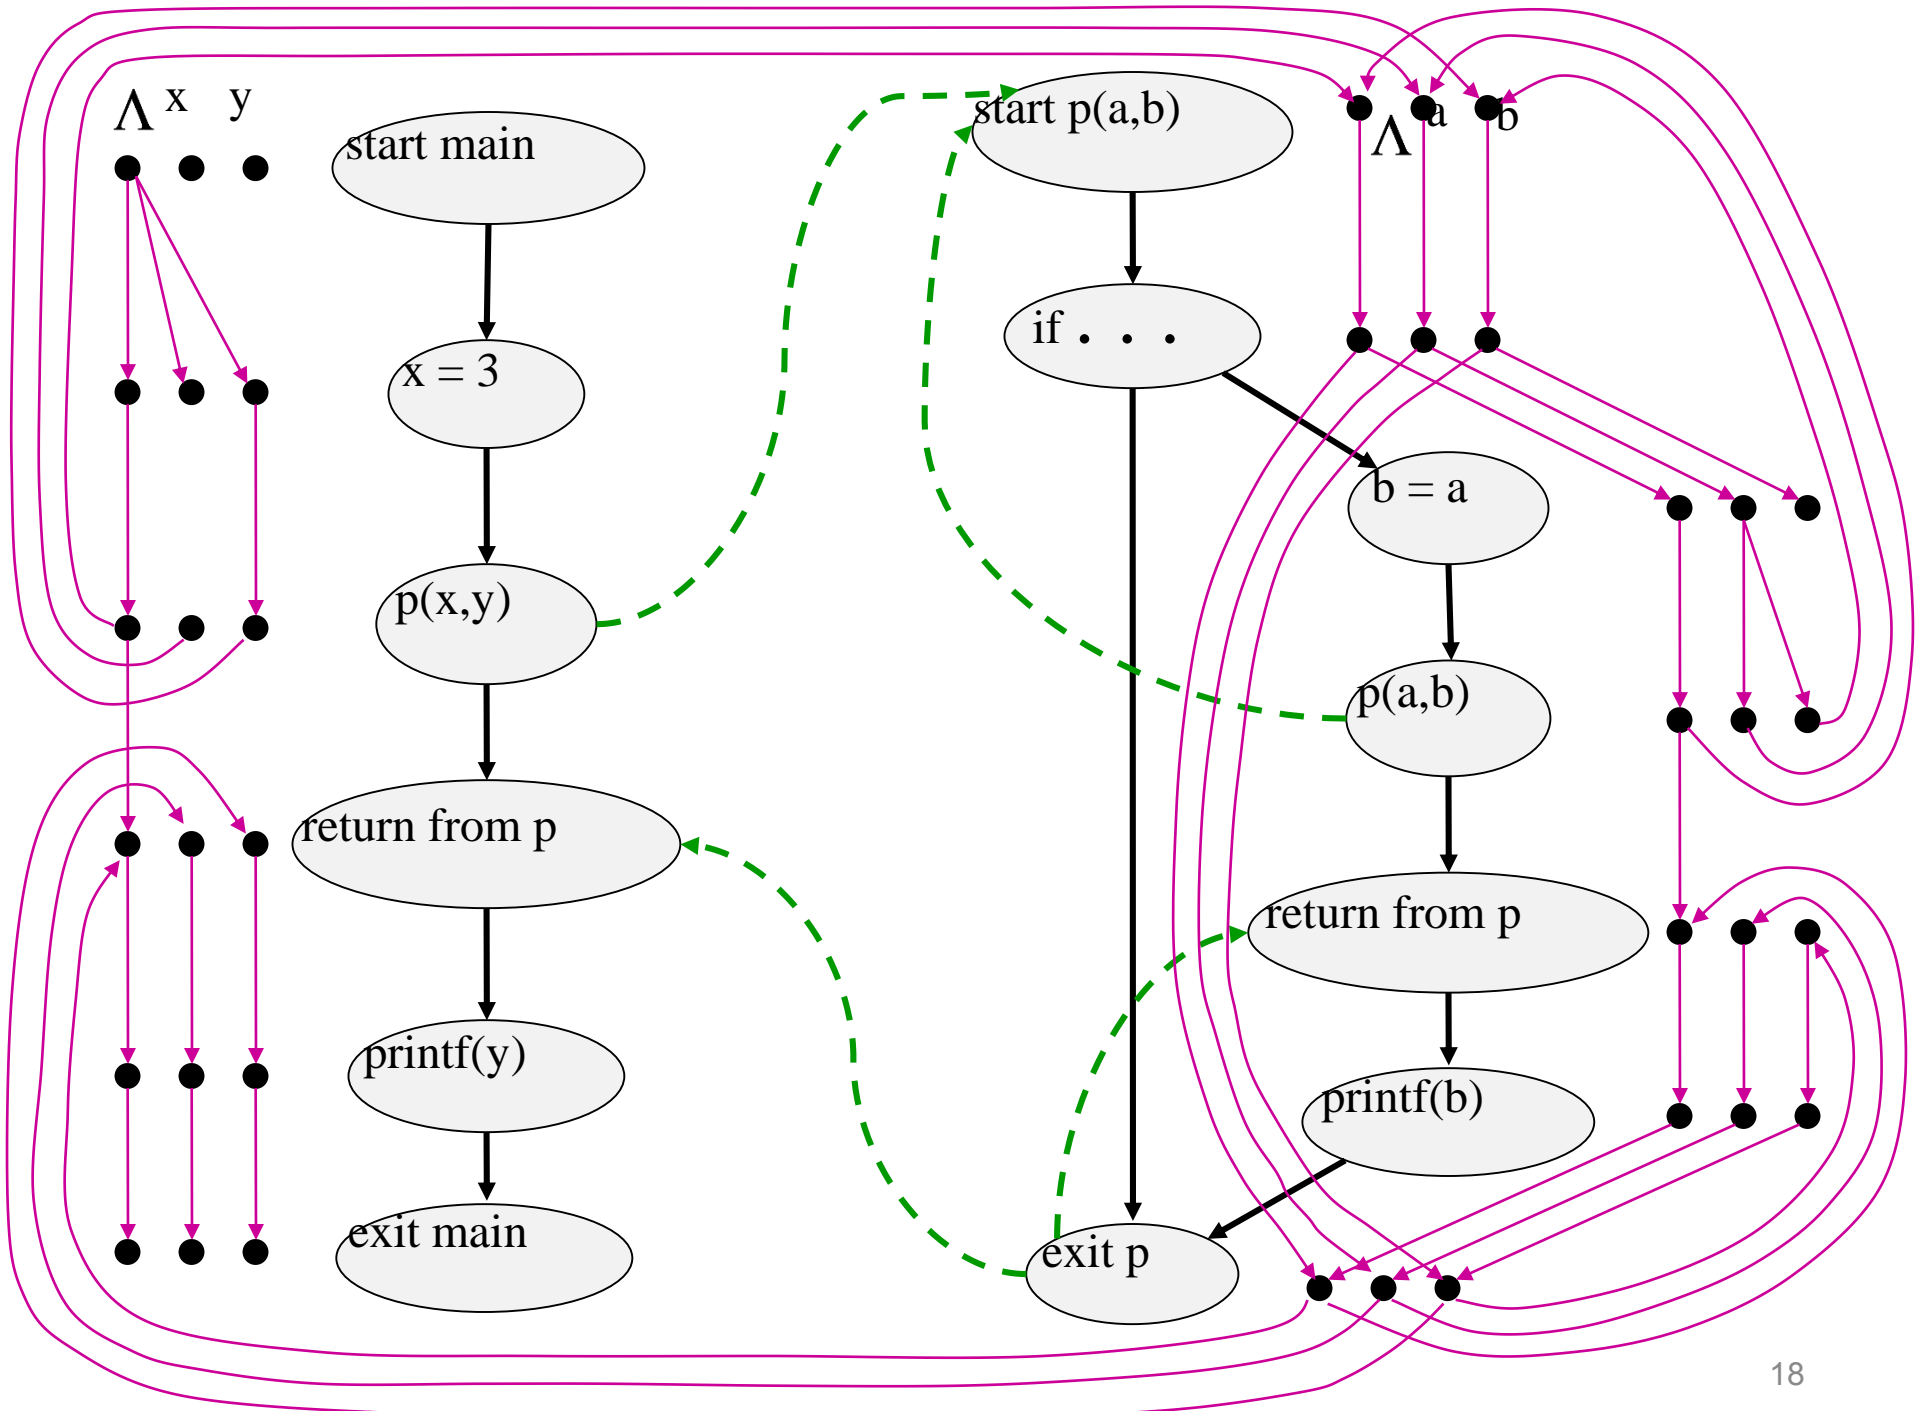 Λ x y
start main
x = 3
p(x,y)
return from p
printf(y)
exit main
start p(a,b)
if . . .
b = a
p(a,b)
return from p
printf(b)
exit p
Λ a b
18